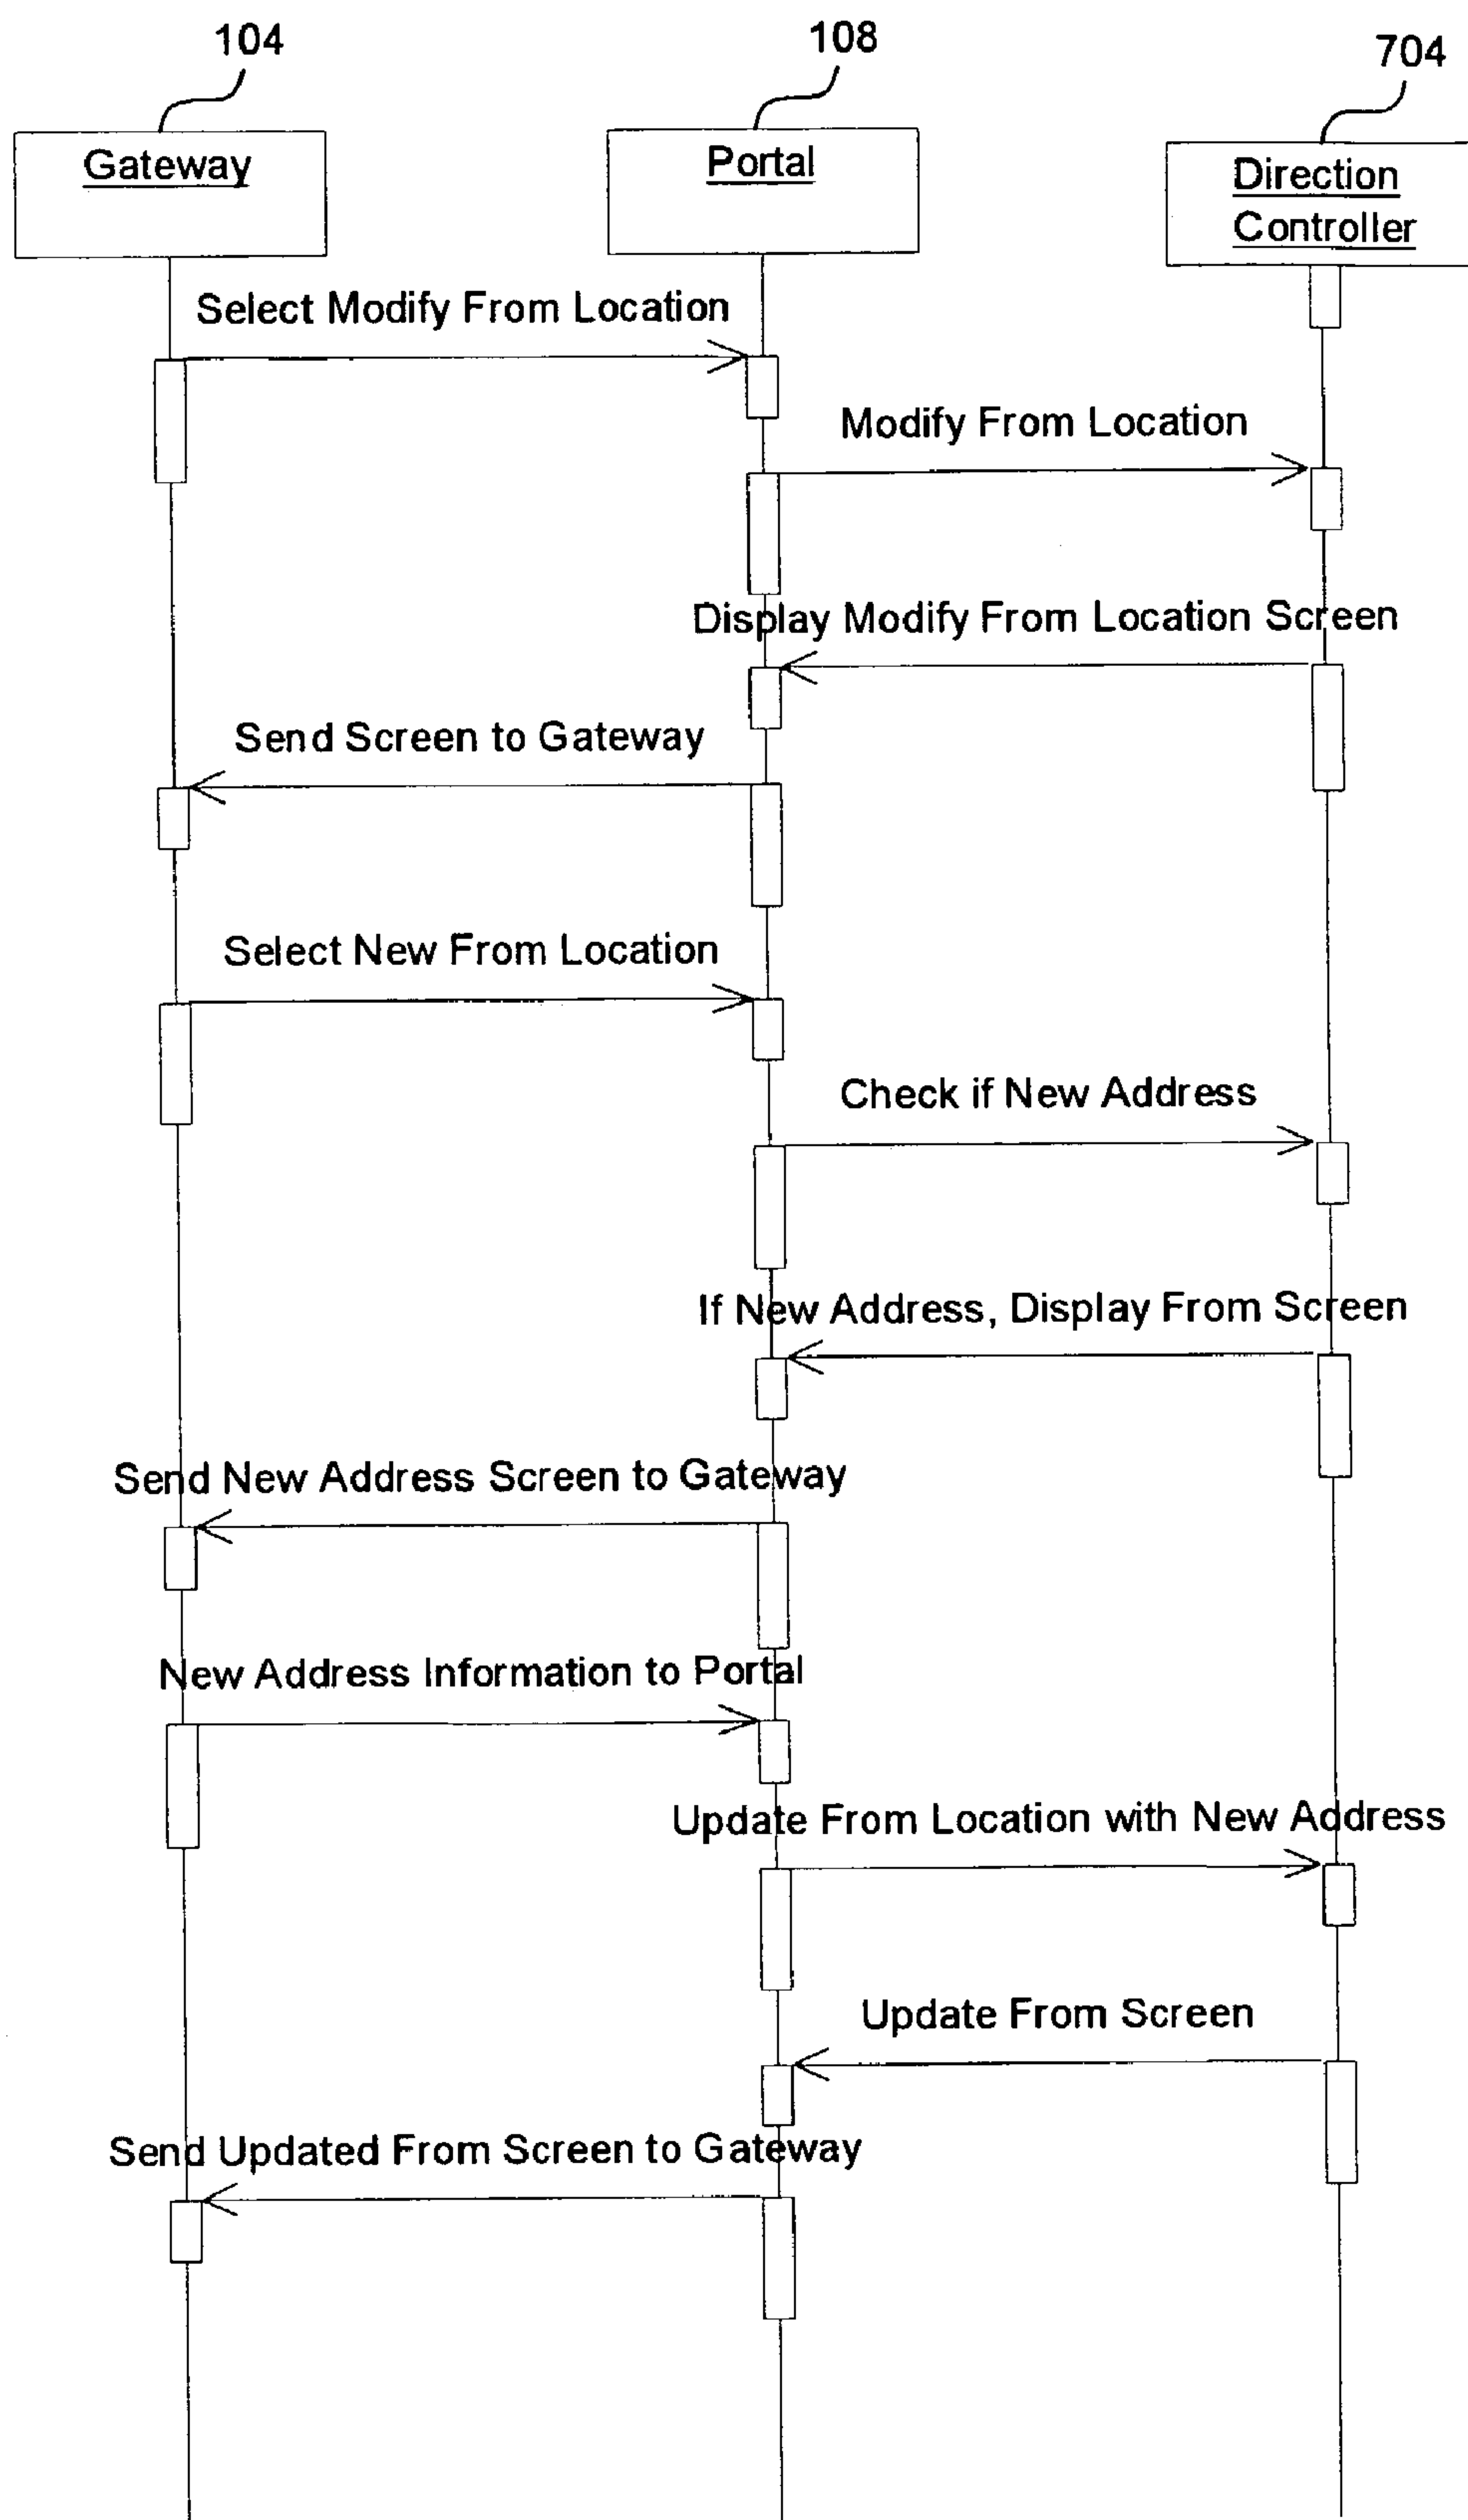 104
108
704
Gateway
Portal
Direction
Controller
Select Modify From Location
Modify From Location
Display Modify From Location Screen
Send Screen to Gateway
Select New From Location
Check if New Address
If New Address, Display From Screen
Send New Address Screen to Gateway
New Address Information to Portal
Update From Location with New Address
Update From Screen
Send Updated From Screen to Gateway